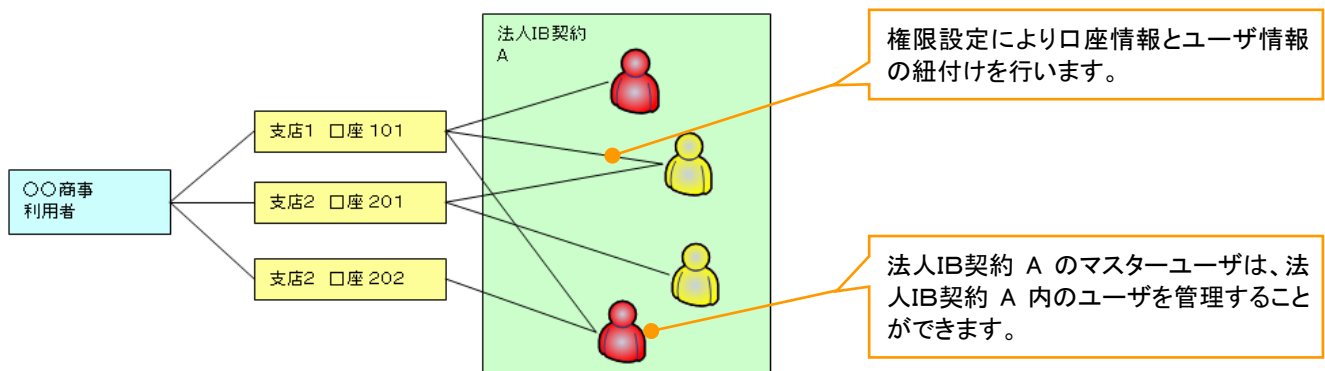 法人IB契約
A
権限設定により口座情報とユーザ情報
の紐付けを行います。
支店1 口座 101
〇〇商事
利用者
支店2 口座 201
支店2 口座 202
法人IB契約 A のマスターユーザは、法
人IB契約 A 内のユーザを管理すること
ができます。